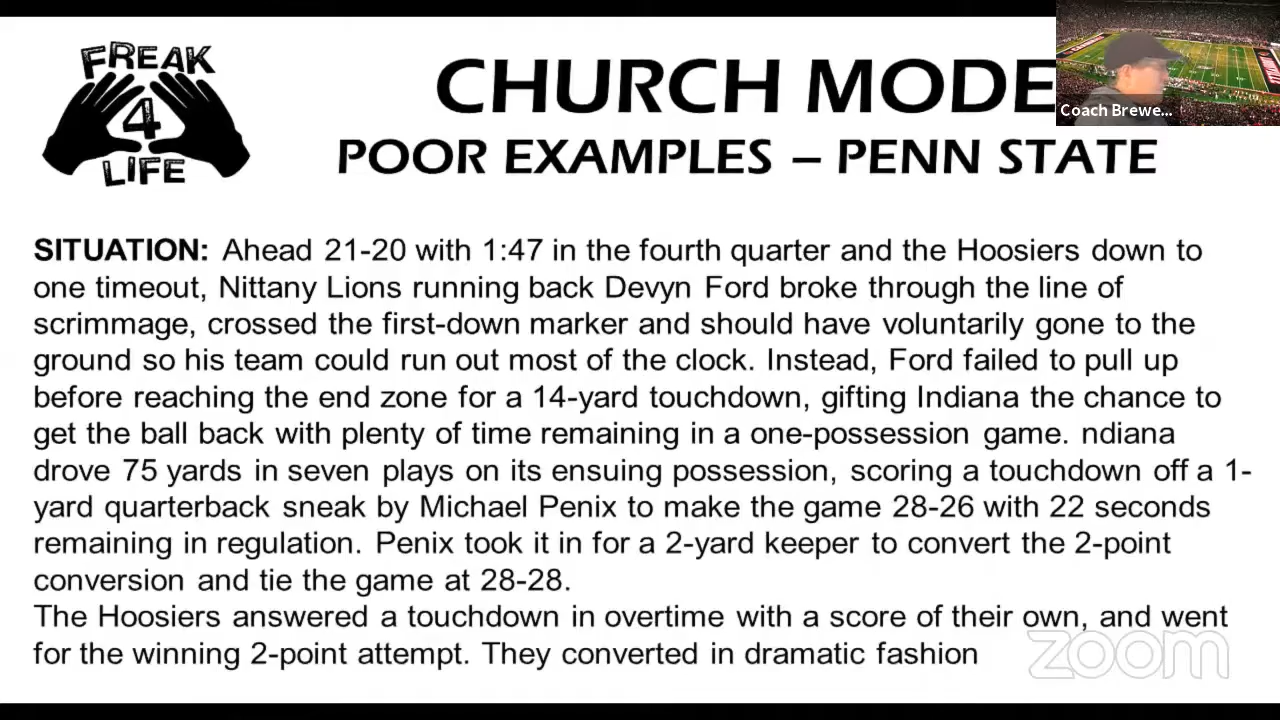 FREAK
4
LIFE
CHURCH MODE
POOR EXAMPLES – PENN STATE
Coach Brewe...
SITUATION: Ahead 21-20 with 1:47 in the fourth quarter and the Hoosiers down to
one timeout, Nittany Lions running back Devyn Ford broke through the line of
scrimmage, crossed the first-down marker and should have voluntarily gone to the
ground so his team could run out most of the clock. Instead, Ford failed to pull up
before reaching the end zone for a 14-yard touchdown, gifting Indiana the chance to
get the ball back with plenty of time remaining in a one-possession game. ndiana
drove 75 yards in seven plays on its ensuing possession, scoring a touchdown off a 1-
yard quarterback sneak by Michael Penix to make the game 28-26 with 22 seconds
remaining in regulation. Penix took it in for a 2-yard keeper to convert the 2-point
conversion and tie the game at 28-28.
The Hoosiers answered a touchdown in overtime with a score of their own, and went
for the winning 2-point attempt. They converted in dramatic fashion
zoom